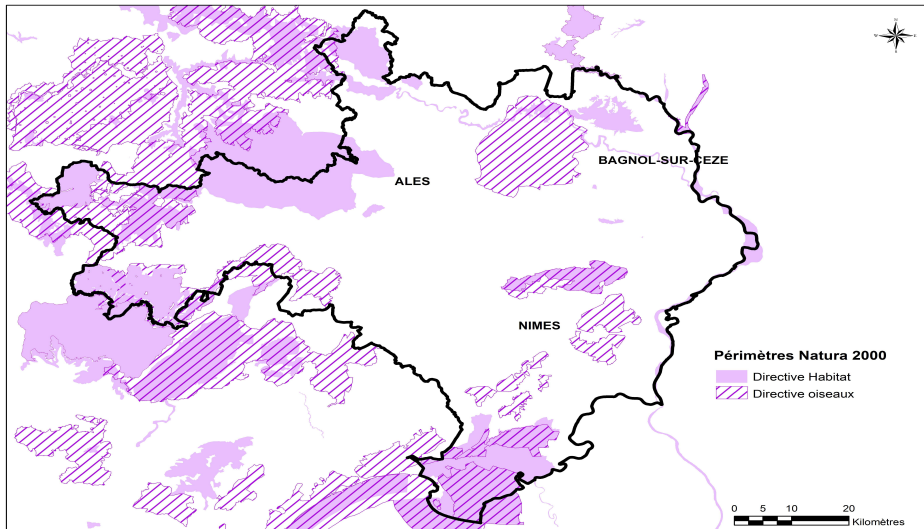 BAGNOL-SUR-CEZE
ALES
NIMES
Périmètres Natura 2000
Directive Habitat
Directive oiseaux
0 5 10 20
Kilomètres